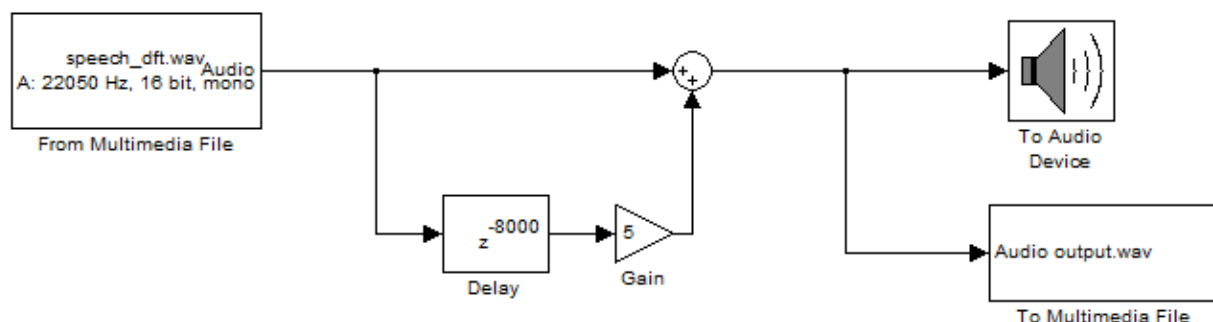 speech_dft.wav
Audio
A: 22050 Hz, 16 bit, mono
From Multimedia File
+
+
To Audio
Device
z^-8000
Delay
5
Gain
Audio output.wav
To Multimedia File